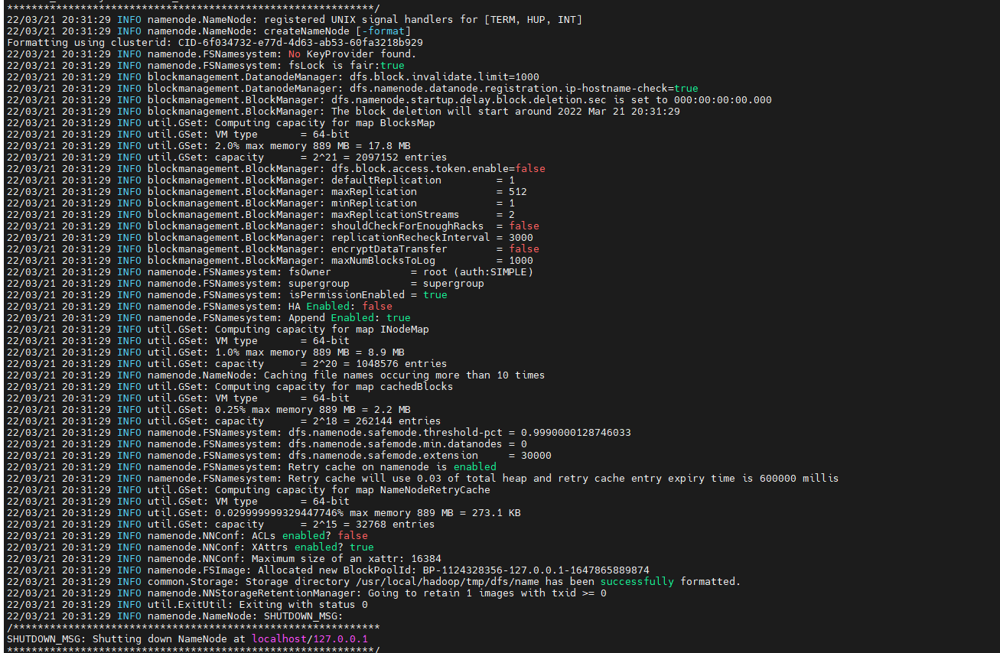 ************************************************************/
22/03/21 20:31:29 INFO namenode.NameNode: registered UNIX signal handlers for [TERM, HUP, INT]
22/03/21 20:31:29 INFO namenode.NameNode: createNameNode [-format]
Formatting using clusterid: CID-6f034732-e77d-4d63-ab53-60fa3218b929
22/03/21 20:31:29 INFO namenode.FSNamesystem: No KeyProvider found.
22/03/21 20:31:29 INFO namenode.FSNamesystem: fsLock is fair:true
22/03/21 20:31:29 INFO blockmanagement.DatanodeManager: dfs.block.invalidate.limit=1000
22/03/21 20:31:29 INFO blockmanagement.DatanodeManager: dfs.namenode.datanode.registration.ip-hostname-check=true
22/03/21 20:31:29 INFO blockmanagement.BlockManager: dfs.namenode.startup.delay.block.deletion.sec is set to 000:00:00:00.000
22/03/21 20:31:29 INFO blockmanagement.BlockManager: The block deletion will start around 2022 Mar 21 20:31:29
22/03/21 20:31:29 INFO util.GSet: Computing capacity for map BlocksMap
22/03/21 20:31:29 INFO util.GSet: VM type       = 64-bit
22/03/21 20:31:29 INFO util.GSet: 2.0% max memory 889 MB = 17.8 MB
22/03/21 20:31:29 INFO util.GSet: capacity      = 2^21 = 2097152 entries
22/03/21 20:31:29 INFO blockmanagement.BlockManager: dfs.block.access.token.enable=false
22/03/21 20:31:29 INFO blockmanagement.BlockManager: defaultReplication         = 1
22/03/21 20:31:29 INFO blockmanagement.BlockManager: maxReplication             = 512
22/03/21 20:31:29 INFO blockmanagement.BlockManager: minReplication             = 1
22/03/21 20:31:29 INFO blockmanagement.BlockManager: maxReplicationStreams      = 2
22/03/21 20:31:29 INFO blockmanagement.BlockManager: shouldCheckForEnoughRacks  = false
22/03/21 20:31:29 INFO blockmanagement.BlockManager: replicationRecheckInterval = 3000
22/03/21 20:31:29 INFO blockmanagement.BlockManager: encryptDataTransfer        = false
22/03/21 20:31:29 INFO blockmanagement.BlockManager: maxNumBlocksToLog          = 1000
22/03/21 20:31:29 INFO namenode.FSNamesystem: fsOwner             = root (auth:SIMPLE)
22/03/21 20:31:29 INFO namenode.FSNamesystem: supergroup          = supergroup
22/03/21 20:31:29 INFO namenode.FSNamesystem: isPermissionEnabled = true
22/03/21 20:31:29 INFO namenode.FSNamesystem: HA Enabled: false
22/03/21 20:31:29 INFO namenode.FSNamesystem: Append Enabled: true
22/03/21 20:31:29 INFO util.GSet: Computing capacity for map INodeMap
22/03/21 20:31:29 INFO util.GSet: VM type       = 64-bit
22/03/21 20:31:29 INFO util.GSet: 1.0% max memory 889 MB = 8.9 MB
22/03/21 20:31:29 INFO util.GSet: capacity      = 2^20 = 1048576 entries
22/03/21 20:31:29 INFO namenode.NameNode: Caching file names occuring more than 10 times
22/03/21 20:31:29 INFO util.GSet: Computing capacity for map cachedBlocks
22/03/21 20:31:29 INFO util.GSet: VM type       = 64-bit
22/03/21 20:31:29 INFO util.GSet: 0.25% max memory 889 MB = 2.2 MB
22/03/21 20:31:29 INFO util.GSet: capacity      = 2^18 = 262144 entries
22/03/21 20:31:29 INFO namenode.FSNamesystem: dfs.namenode.safemode.threshold-pct = 0.9990000128746033
22/03/21 20:31:29 INFO namenode.FSNamesystem: dfs.namenode.safemode.min.datanodes = 0
22/03/21 20:31:29 INFO namenode.FSNamesystem: dfs.namenode.safemode.extension     = 30000
22/03/21 20:31:29 INFO namenode.FSNamesystem: Retry cache on namenode is enabled
22/03/21 20:31:29 INFO namenode.FSNamesystem: Retry cache will use 0.03 of total heap and retry cache entry expiry time is 600000 millis
22/03/21 20:31:29 INFO util.GSet: Computing capacity for map NameNodeRetryCache
22/03/21 20:31:29 INFO util.GSet: VM type       = 64-bit
22/03/21 20:31:29 INFO util.GSet: 0.029999999329447746% max memory 889 MB = 273.1 KB
22/03/21 20:31:29 INFO util.GSet: capacity      = 2^15 = 32768 entries
22/03/21 20:31:29 INFO namenode.NNConf: ACLs enabled? false
22/03/21 20:31:29 INFO namenode.NNConf: XAttrs enabled? true
22/03/21 20:31:29 INFO namenode.NNConf: Maximum size of an xattr: 16384
22/03/21 20:31:29 INFO namenode.FSImage: Allocated new BlockPoolId: BP-1124328356-127.0.0.1-1647865889874
22/03/21 20:31:29 INFO common.Storage: Storage directory /usr/local/hadoop/tmp/dfs/name has been successfully formatted.
22/03/21 20:31:29 INFO namenode.NNStorageRetentionManager: Going to retain 1 images with txid >= 0
22/03/21 20:31:29 INFO util.ExitUtil: Exiting with status 0
22/03/21 20:31:29 INFO namenode.NameNode: SHUTDOWN_MSG:
/************************************************************
SHUTDOWN_MSG: Shutting down NameNode at localhost/127.0.0.1
************************************************************/